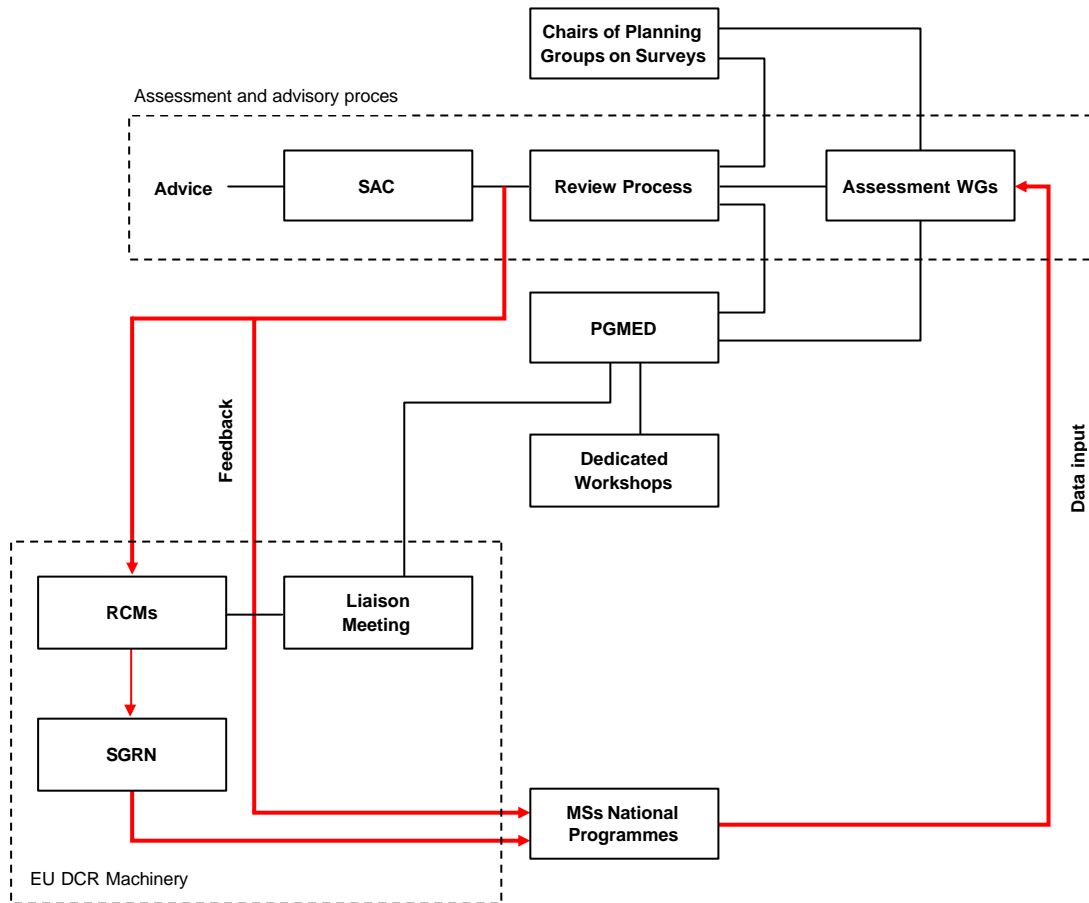 Chairs of Planning
Groups on Surveys
Assessment and advisory proces
Advice
SAC
Review Process
Assessment WGs
PGMED
Feedback
Dedicated
Workshops
Data input
RCMs
Liaison
Meeting
SGRN
MSs National
Programmes
EU DCR Machinery